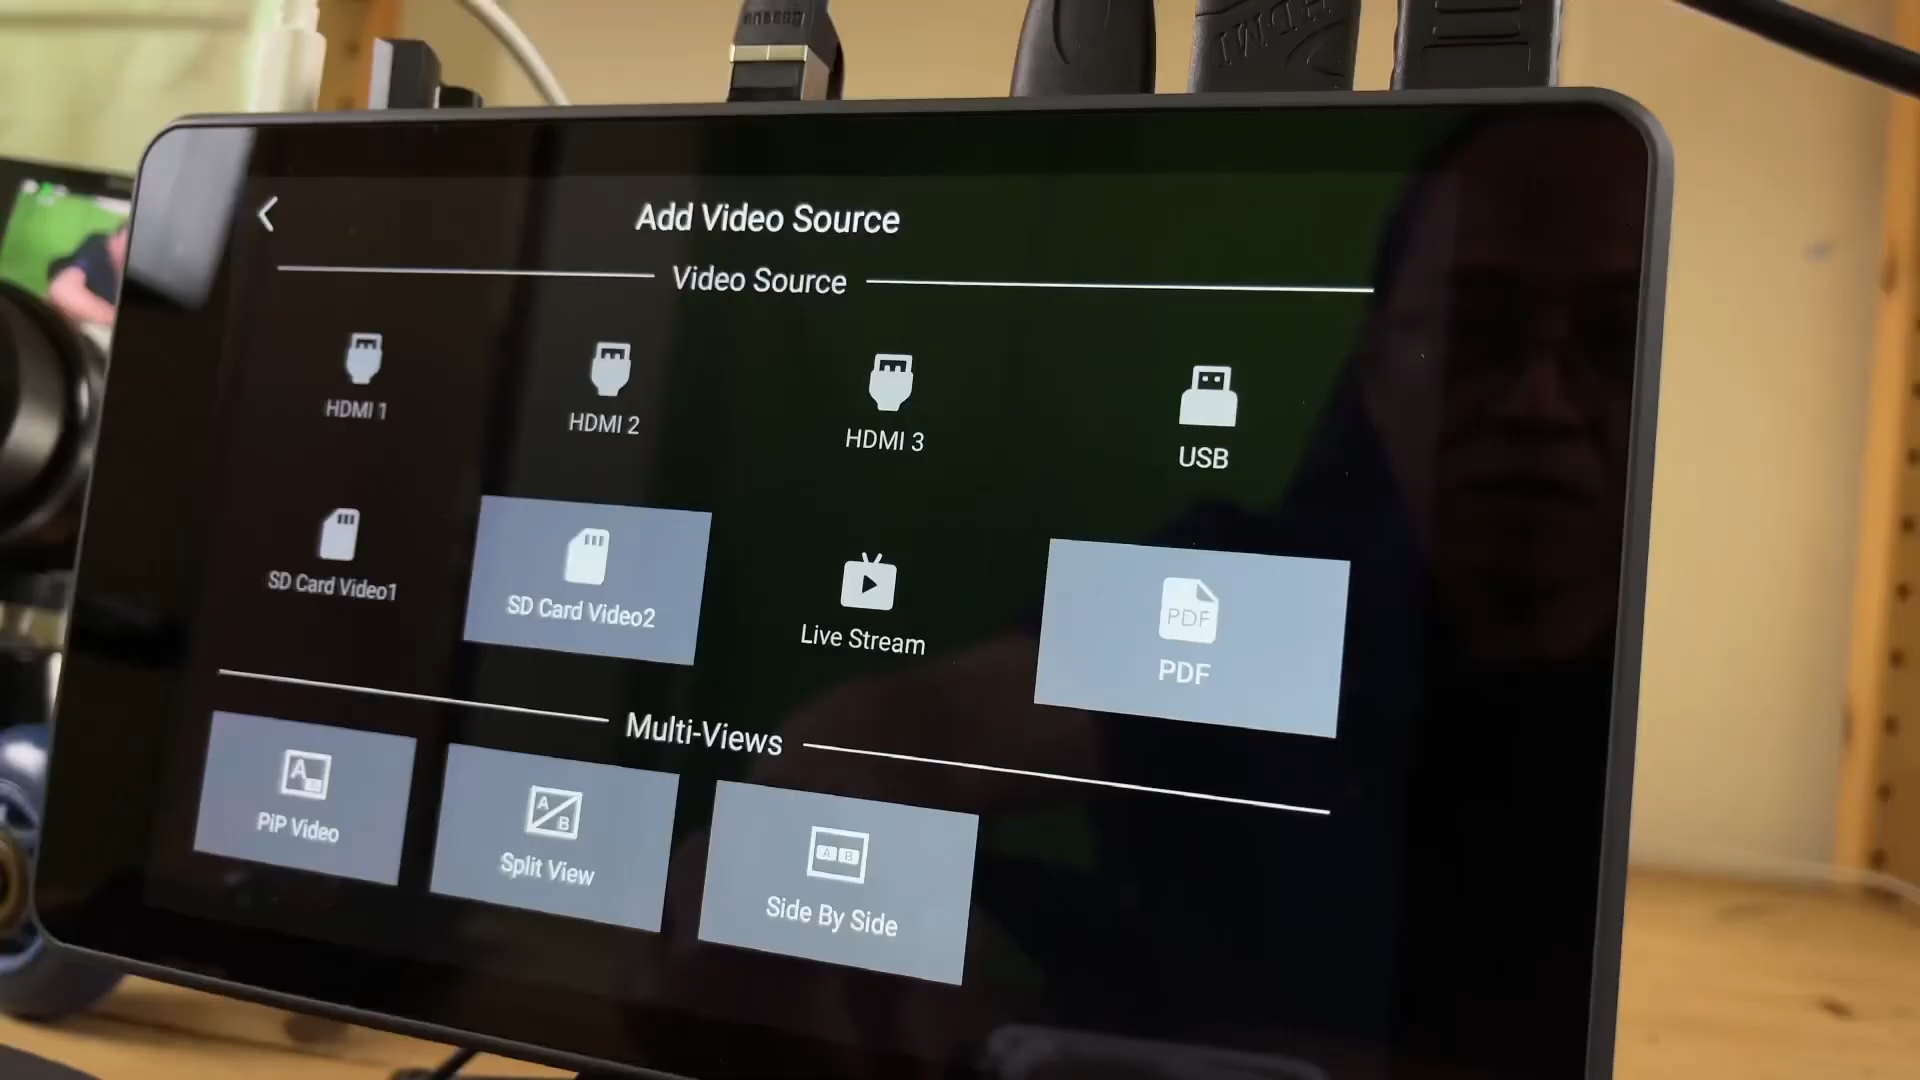 HDMI
Add Video Source
Video Source
HDMI 1
HDMI 2
HDMI 3
USB
SD Card Video1
SD Card Video2
Live Stream
PDF
PDF
Multi-Views
A
PiP Video
A
B
Split View
A B
Side By Side